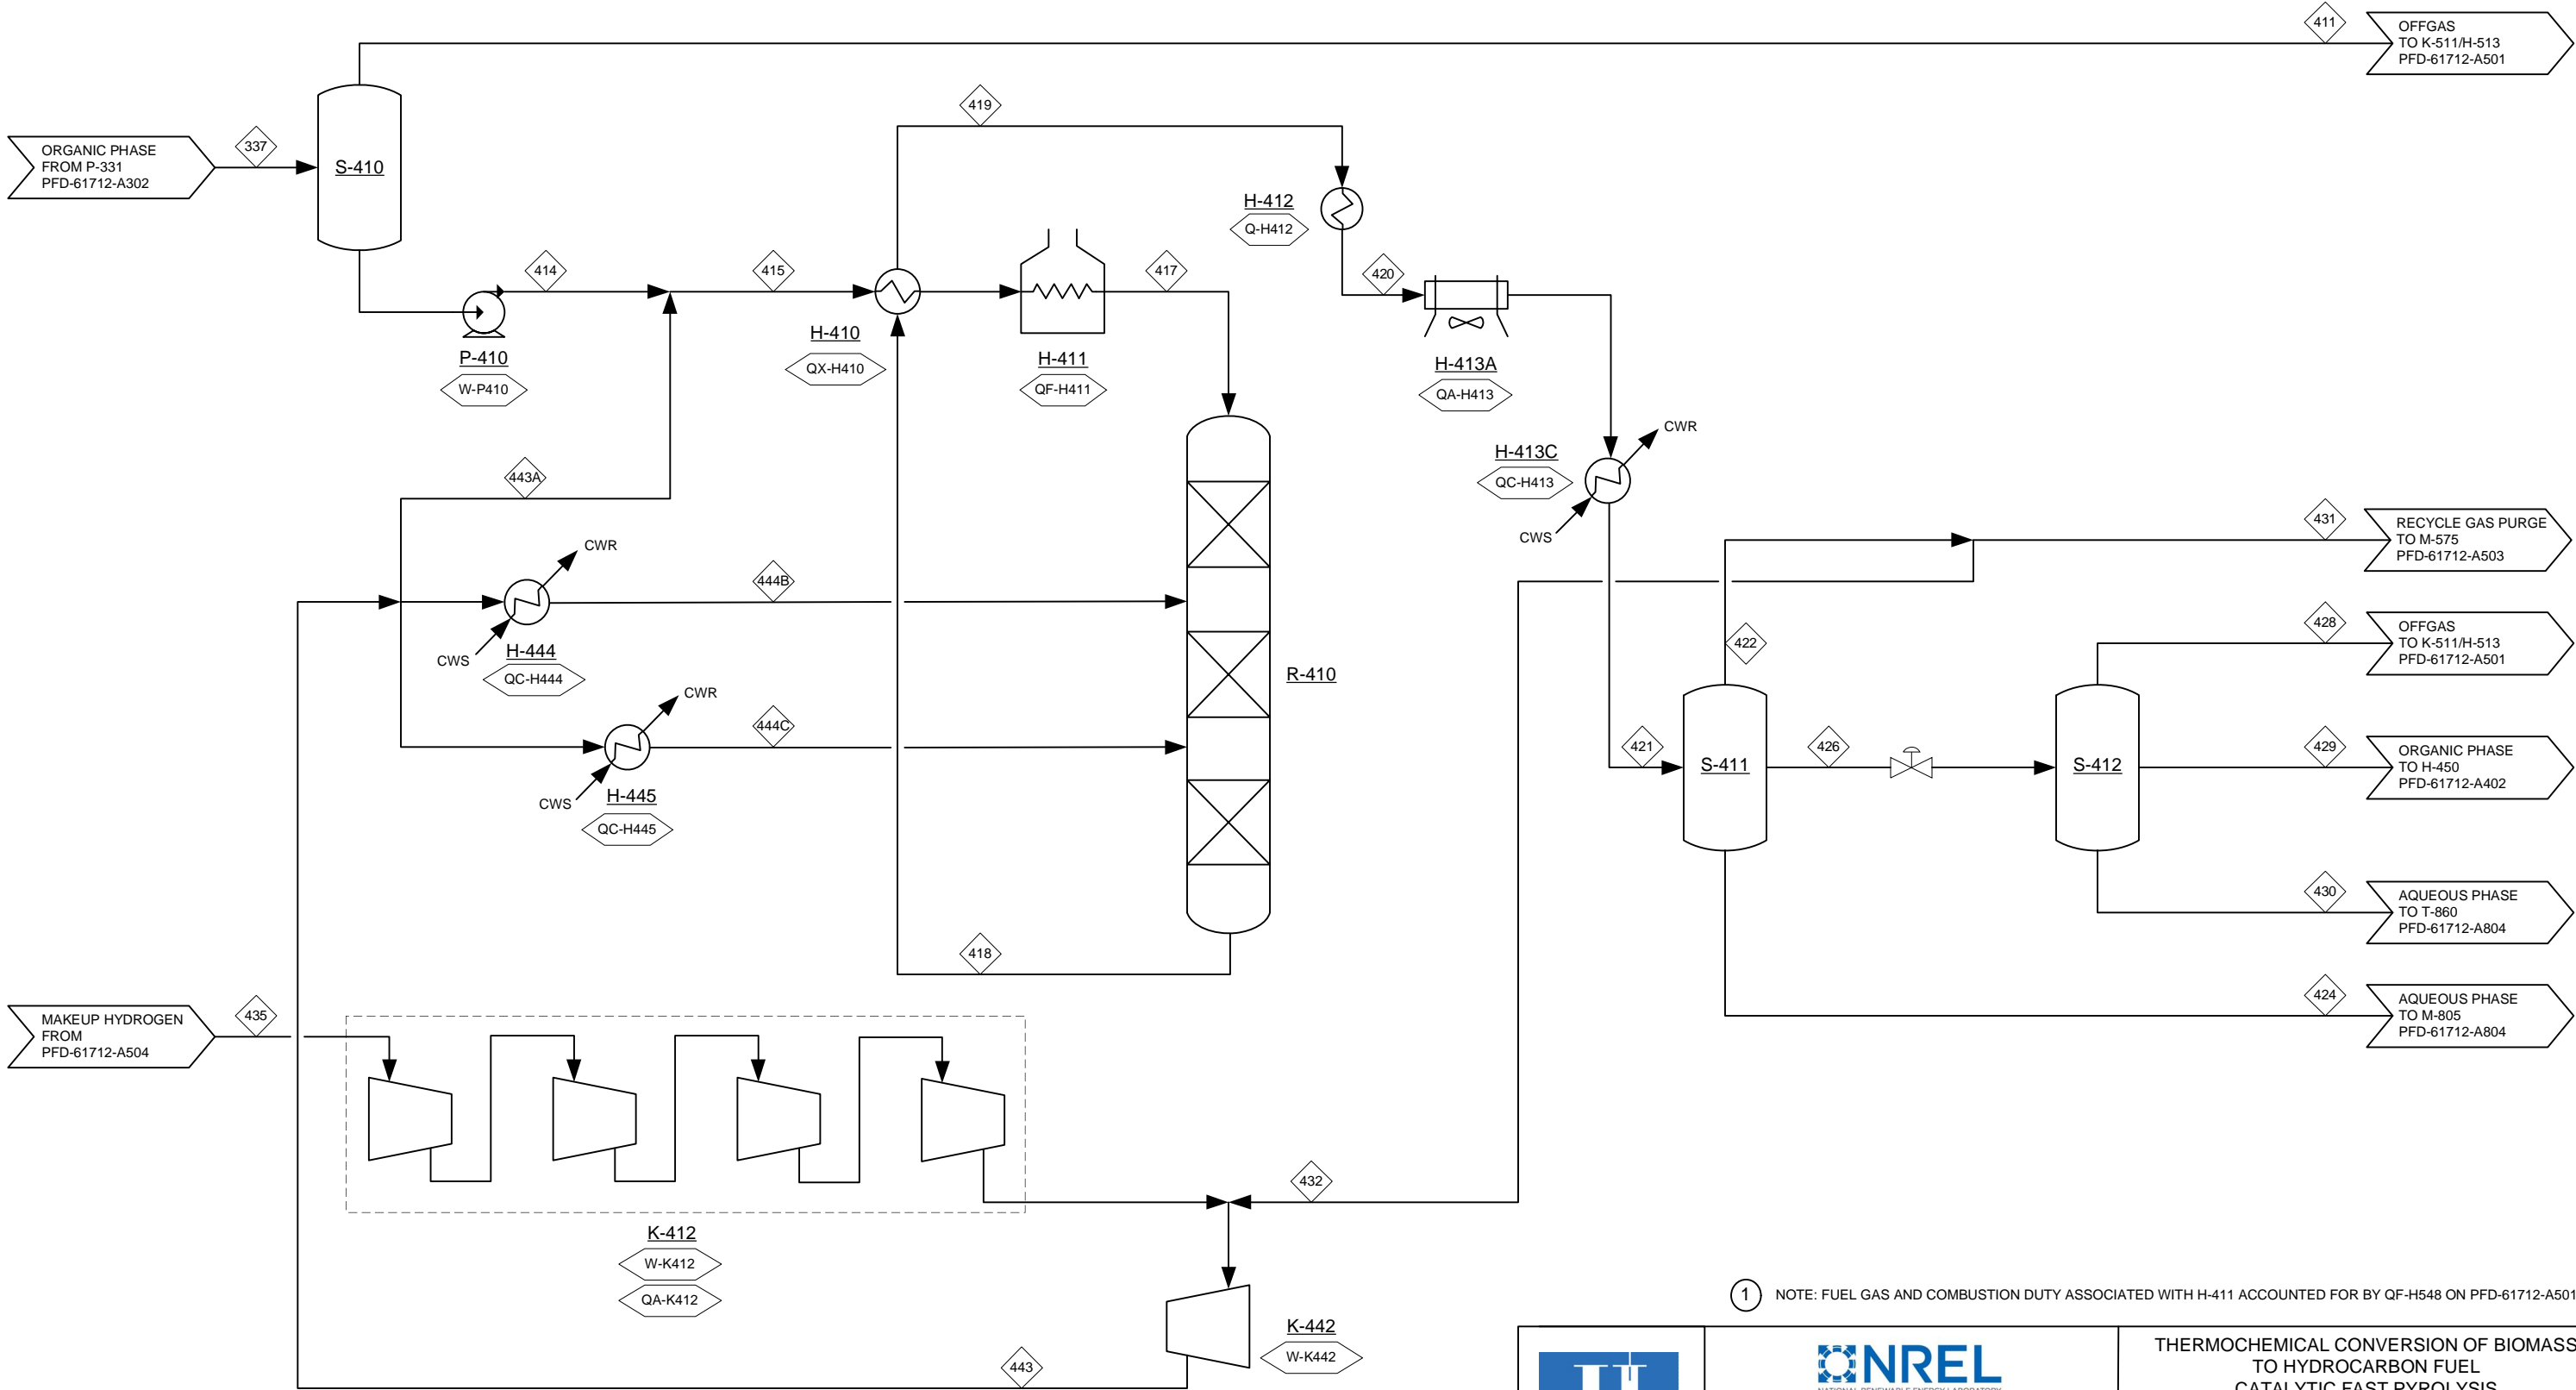 411
OFFGAS
TO K-511/H-513
PFD-61712-A501
419
ORGANIC PHASE
FROM P-331
PFD-61712-A302
337
S-410
H-412
Q-H412
414
415
417
420
P-410
W-P410
H-410
QX-H410
H-411
QF-H411
H-413A
QA-H413
CWR
H-413C
QC-H413
CWS
443A
431
RECYCLE GAS PURGE
TO M-575
PFD-61712-A503
CWR
444B
CWS
H-444
QC-H444
422
428
OFFGAS
TO K-511/H-513
PFD-61712-A501
R-410
CWR
444C
CWS
H-445
QC-H445
421
S-411
426
S-412
429
ORGANIC PHASE
TO H-450
PFD-61712-A402
430
AQUEOUS PHASE
TO T-860
PFD-61712-A804
418
424
AQUEOUS PHASE
TO M-805
PFD-61712-A804
MAKEUP HYDROGEN
FROM
PFD-61712-A504
435
432
K-412
W-K412
QA-K412
K-442
W-K442
443
1 NOTE: FUEL GAS AND COMBUSTION DUTY ASSOCIATED WITH H-411 ACCOUNTED FOR BY QF-H548 ON PFD-61712-A501
NREL
NATIONAL RENEWABLE ENERGY LABORATORY
THERMOCHEMICAL CONVERSION OF BIOMASS
TO HYDROCARBON FUEL
CATALYTIC FAST PYROLYSIS